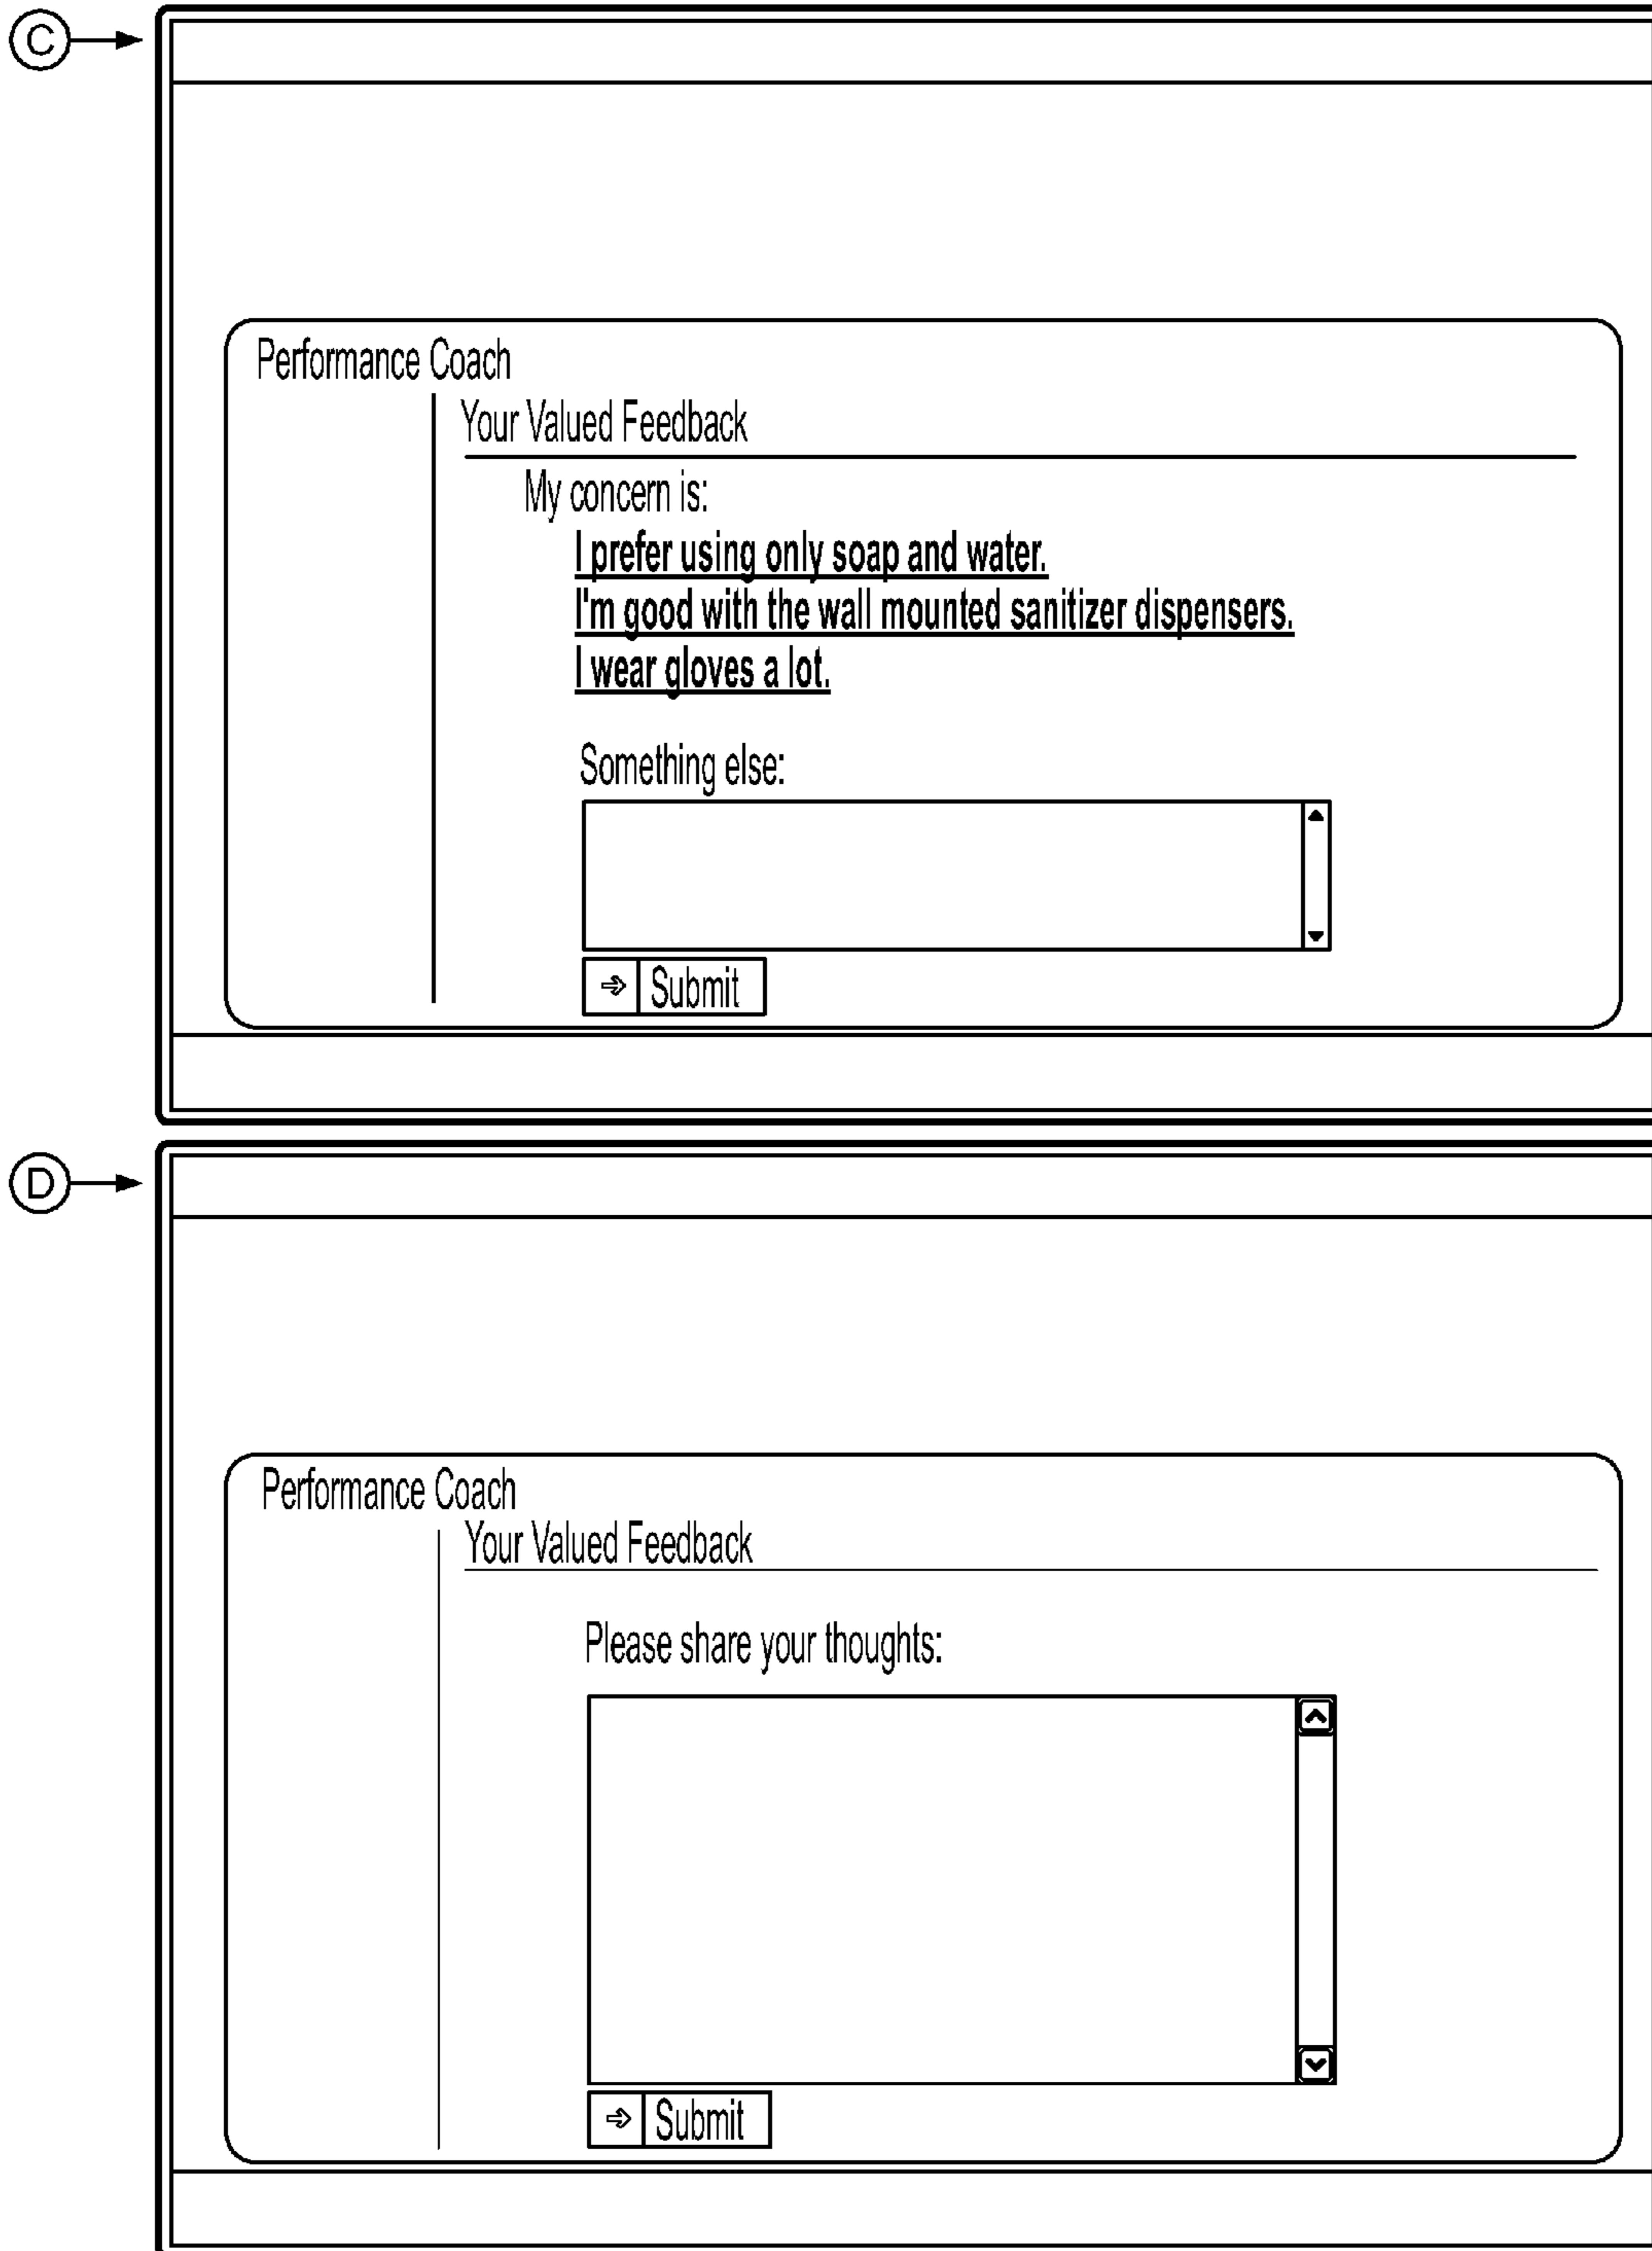 C
Performance Coach
Your Valued Feedback
My concern is:
I prefer using only soap and water.
I'm good with the wall mounted sanitizer dispensers.
I wear gloves a lot.
Something else:
Submit
D
Performance Coach
Your Valued Feedback
Please share your thoughts:
Submit